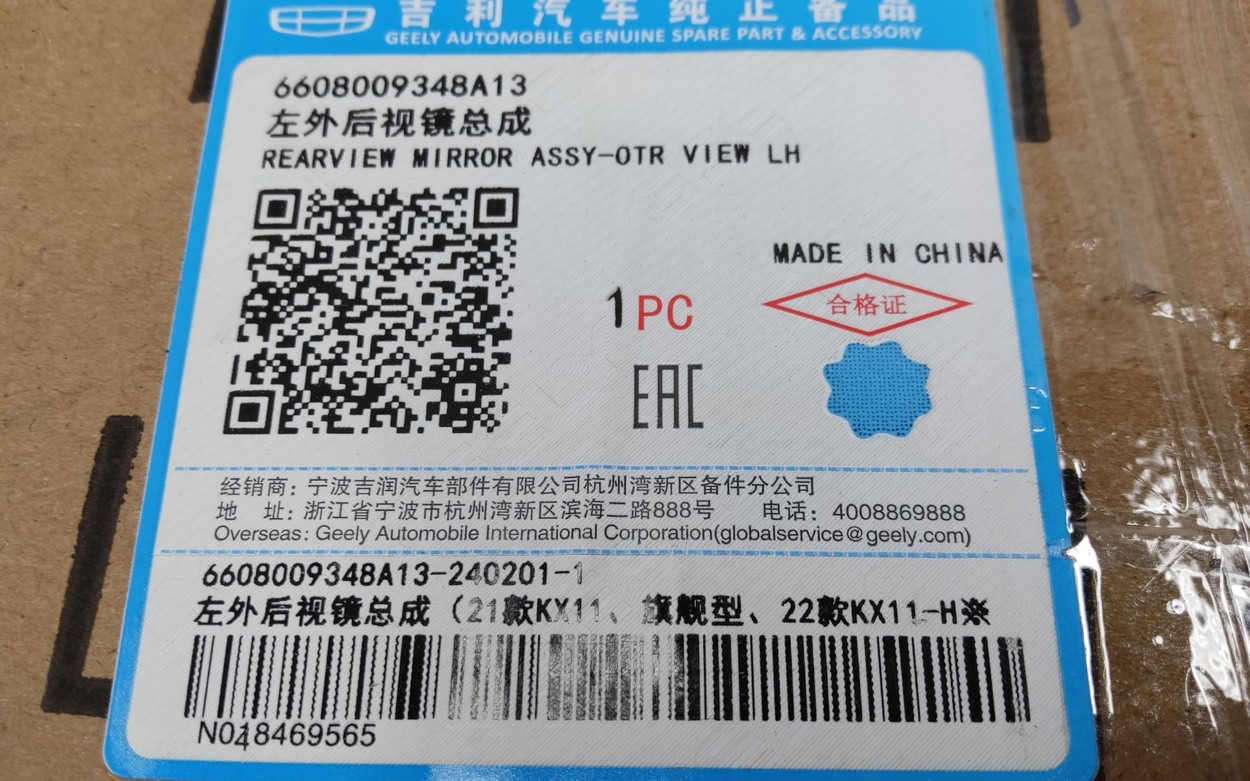 吉利汽车纯正备品
GEELY AUTOMOBILE GENUINE SPARE PART & ACCESSORY
6608009348A13
左外后视镜总成
REARVIEW MIRROR ASSY-OTR VIEW LH
MADE IN CHINA
合格证
1 PC
EAC
经销商：宁波吉润汽车部件有限公司杭州湾新区备件分公司
地 址：浙江省宁波市杭州湾新区滨海二路888号 电话：4008869888
Overseas: Geely Automobile International Corporation(globalservice@geely.com)
6608009348A13-240201-1
左外后视镜总成（21款KX11、旗舰型、22款KX11-H※
N048469565